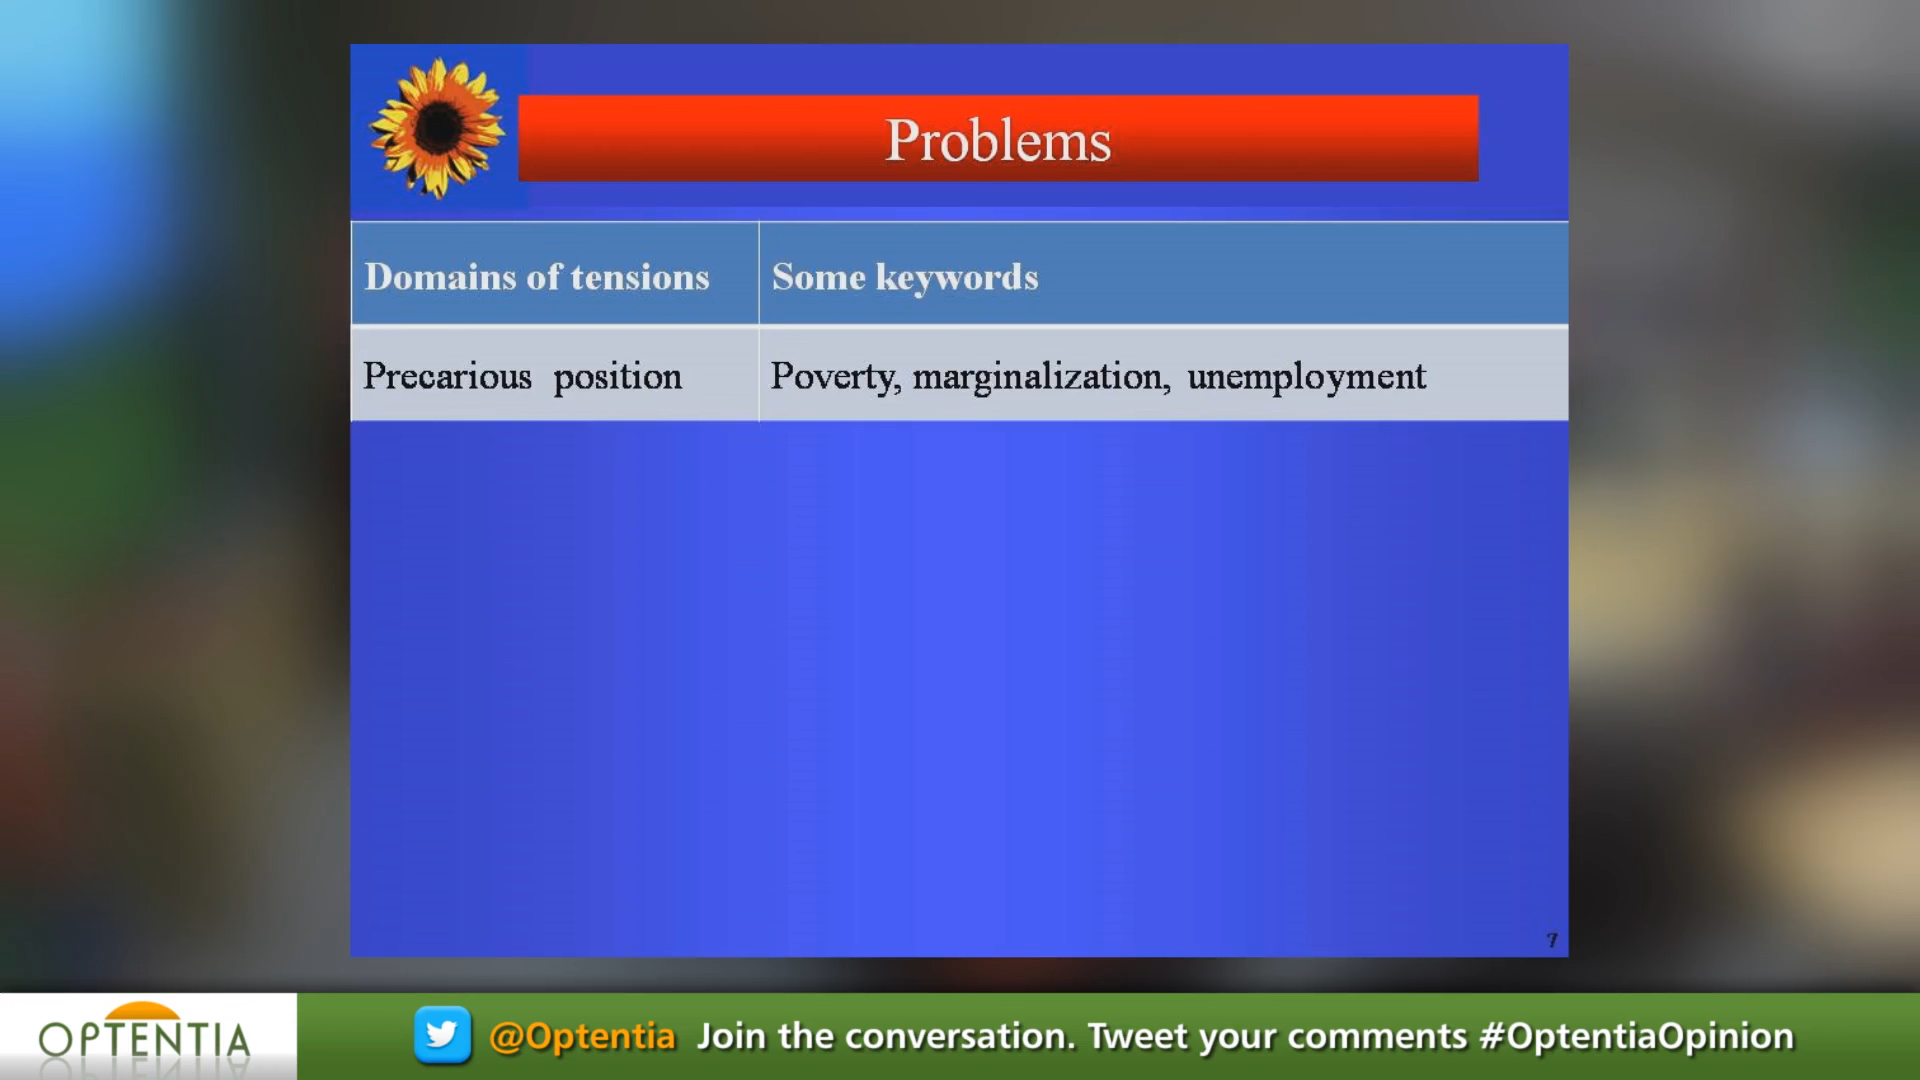 Problems
Domains of tensions
Some keywords
Precarious position
Poverty, marginalization, unemployment
7
OPTENTIA
@Optentia Join the conversation. Tweet your comments #OptentiaOpinion